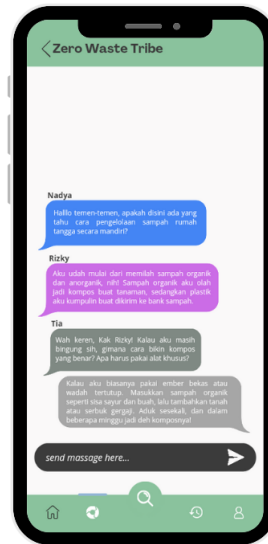 Zero Waste Tribe
Nadya
Halllo temen-temen, apakah disini ada yang
tahu cara pengelolaan sampah rumah
tangga secara mandiri?
Rizky
Aku udah mulai dari memilah sampah organik
dan anorganik, nih! Sampah organik aku olah
jadi kompos buat tanaman, sedangkan plastik
aku kumpulin buat dikirim ke bank sampah.
Tia
Wah keren, Kak Rizky! Kalau aku masih
bingung sih, gimana cara bikin kompos
yang benar? Apa harus pakai alat khusus?
Kalau aku biasanya pakai ember bekas atau
wadah tertutup. Masukkan sampah organik
seperti sisa sayur dan buah, lalu tambahkan tanah
atau serbuk gergaji. Aduk sesekali, dan dalam
beberapa minggu jadi deh komposnya!
send massage here...